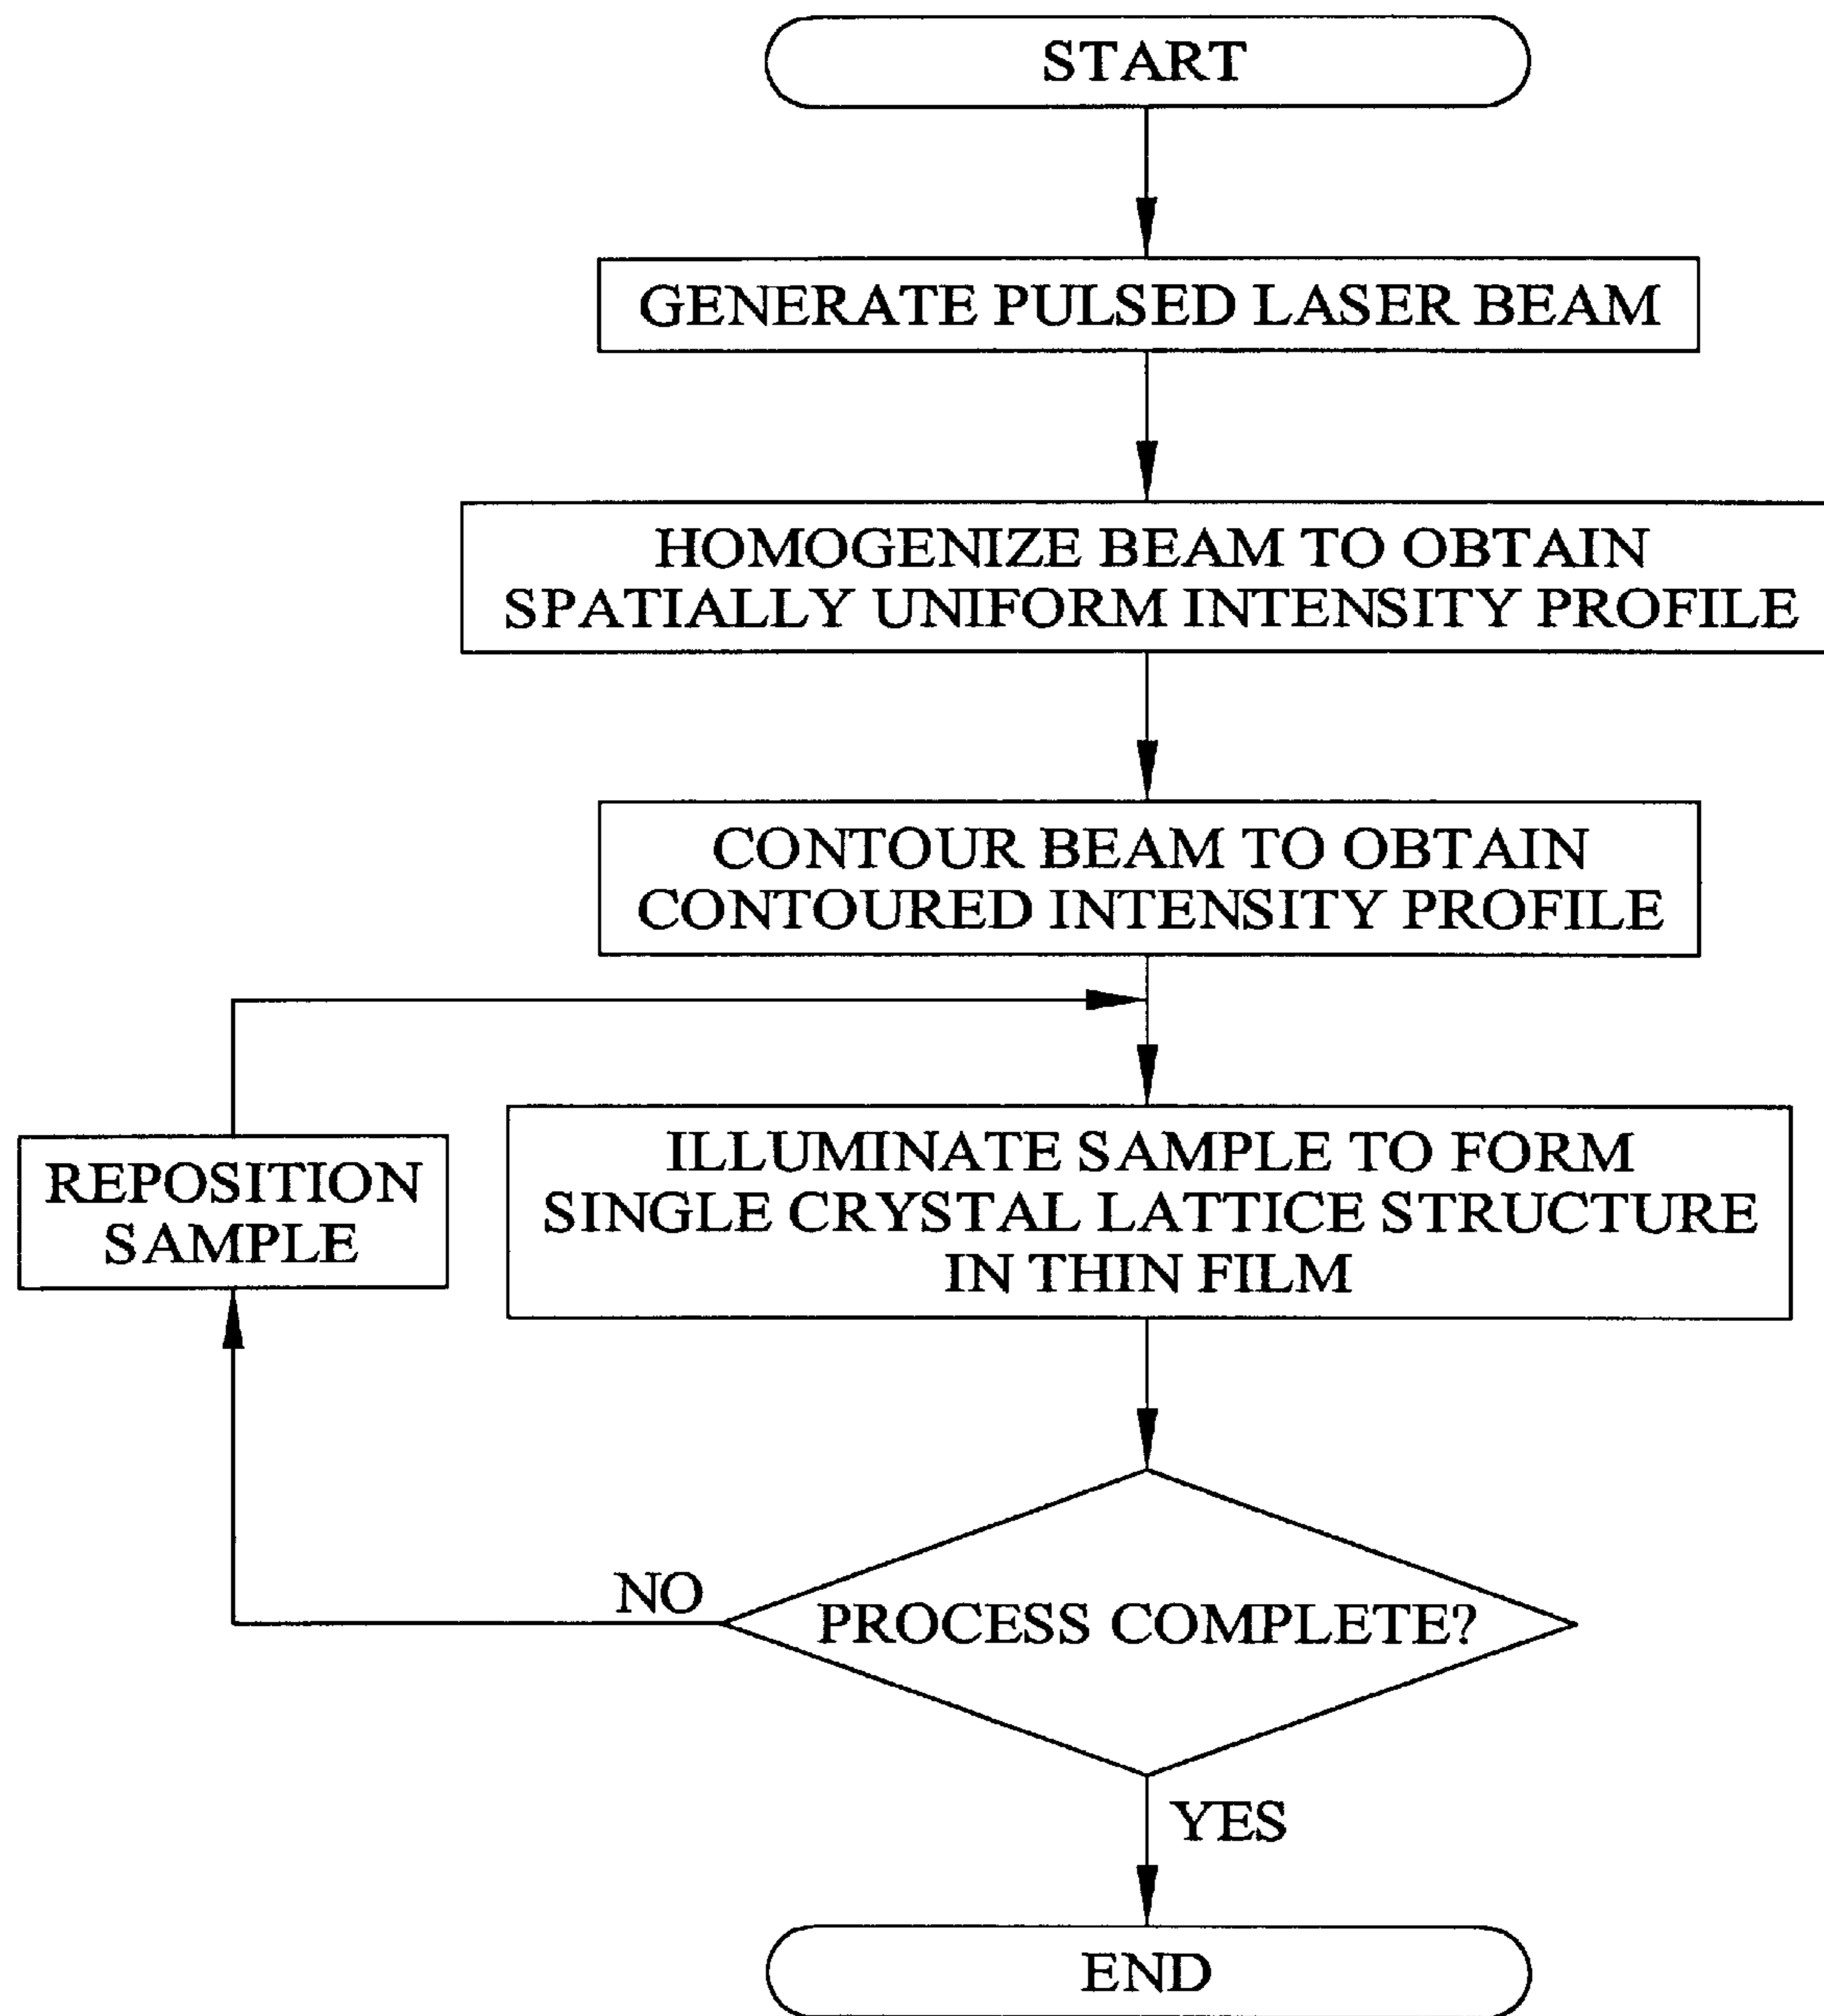 START
GENERATE PULSED LASER BEAM
HOMOGENIZE BEAM TO OBTAIN
SPATIALLY UNIFORM INTENSITY PROFILE
CONTOUR BEAM TO OBTAIN
CONTOURED INTENSITY PROFILE
REPOSITION
SAMPLE
ILLUMINATE SAMPLE TO FORM
SINGLE CRYSTAL LATTICE STRUCTURE
IN THIN FILM
NO
PROCESS COMPLETE?
YES
END